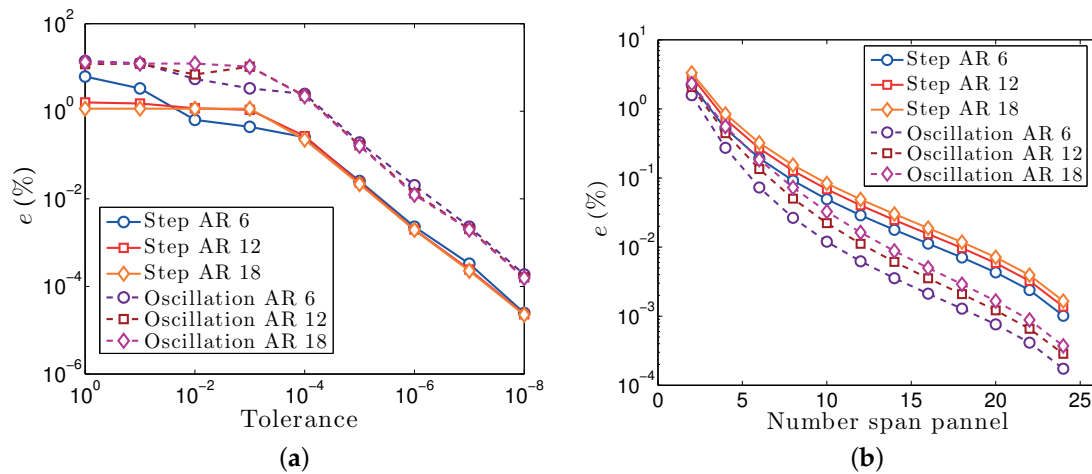 10^2
10^0
10^−2
10^−4
10^−6
e (%)
Step AR 6
Step AR 12
Step AR 18
Oscillation AR 6
Oscillation AR 12
Oscillation AR 18
10^0 10^−2 10^−4 10^−6 10^−8
Tolerance
(a)
10^1
10^0
10^−1
10^−2
10^−3
10^−4
e (%)
Step AR 6
Step AR 12
Step AR 18
Oscillation AR 6
Oscillation AR 12
Oscillation AR 18
0 5 10 15 20 25
Number span pannel
(b)